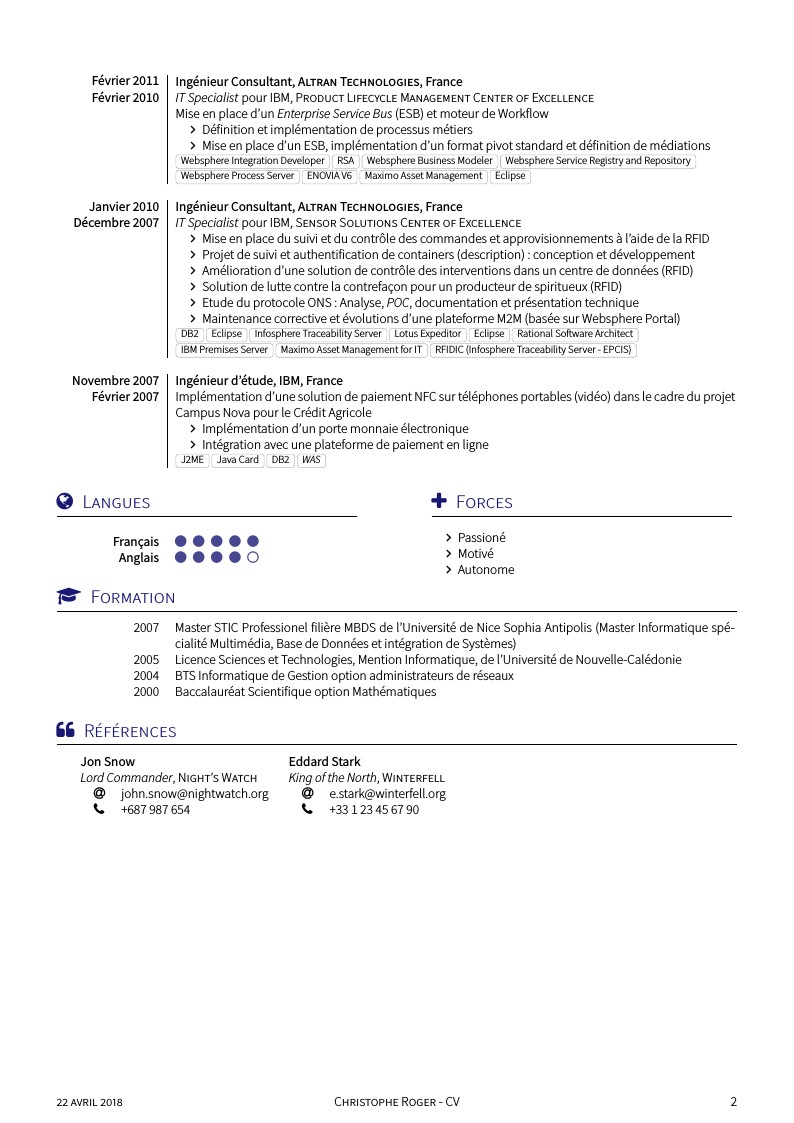 Février 2011 Ingénieur Consultant, Altran Technologies, France
Février 2010 IT Specialist pour IBM, Product Lifecycle Management Center of Excellence
Mise en place d'un Enterprise Service Bus (ESB) et moteur de Workflow
Définition et implémentation de processus métiers
Mise en place d'un ESB, implémentation d'un format pivot standard et définition de médiations
Websphere Integration Developer RSA Websphere Business Modeler Websphere Service Registry and Repository
Websphere Process Server ENOVIA V6 Maximo Asset Management Eclipse
Janvier 2010 Ingénieur Consultant, Altran Technologies, France
Décembre 2007 IT Specialist pour IBM, Sensor Solutions Center of Excellence
Mise en place du suivi et du contrôle des commandes et approvisionnements à l'aide de la RFID
Projet de suivi et authentification de containers (description) : conception et développement
Amélioration d'une solution de contrôle des interventions dans un centre de données (RFID)
Solution de lutte contre la contrefaçon pour un producteur de spiritueux (RFID)
Etude du protocole ONS : Analyse, POC, documentation et présentation technique
Maintenance corrective et évolutions d'une plateforme M2M (basée sur Websphere Portal)
DB2 Eclipse Infosphere Traceability Server Lotus Expeditor Eclipse Rational Software Architect
IBM Premises Server Maximo Asset Management for IT RFIDIC (Infosphere Traceability Server - EPCIS)
Novembre 2007 Ingénieur d'étude, IBM, France
Février 2007 Implémentation d'une solution de paiement NFC sur téléphones portables (vidéo) dans le cadre du projet
Campus Nova pour le Crédit Agricole
Implémentation d'un porte monnaie électronique
Intégration avec une plateforme de paiement en ligne
J2ME Java Card DB2 WAS
Langues
Français
Anglais
Forces
Passioné
Motivé
Autonome
Formation
2007 Master STIC Professionel filière MBDS de l'Université de Nice Sophia Antipolis (Master Informatique spé-
cialité Multimédia, Base de Données et intégration de Systèmes)
2005 Licence Sciences et Technologies, Mention Informatique, de l'Université de Nouvelle-Calédonie
2004 BTS Informatique de Gestion option administrateurs de réseaux
2000 Baccalauréat Scientifique option Mathématiques
Références
Jon Snow
Lord Commander, Night's Watch
john.snow@nightwatch.org
+687 987 654
Eddard Stark
King of the North, Winterfell
e.stark@winterfell.org
+33 1 23 45 67 90
22 avril 2018 Christophe Roger - CV 2